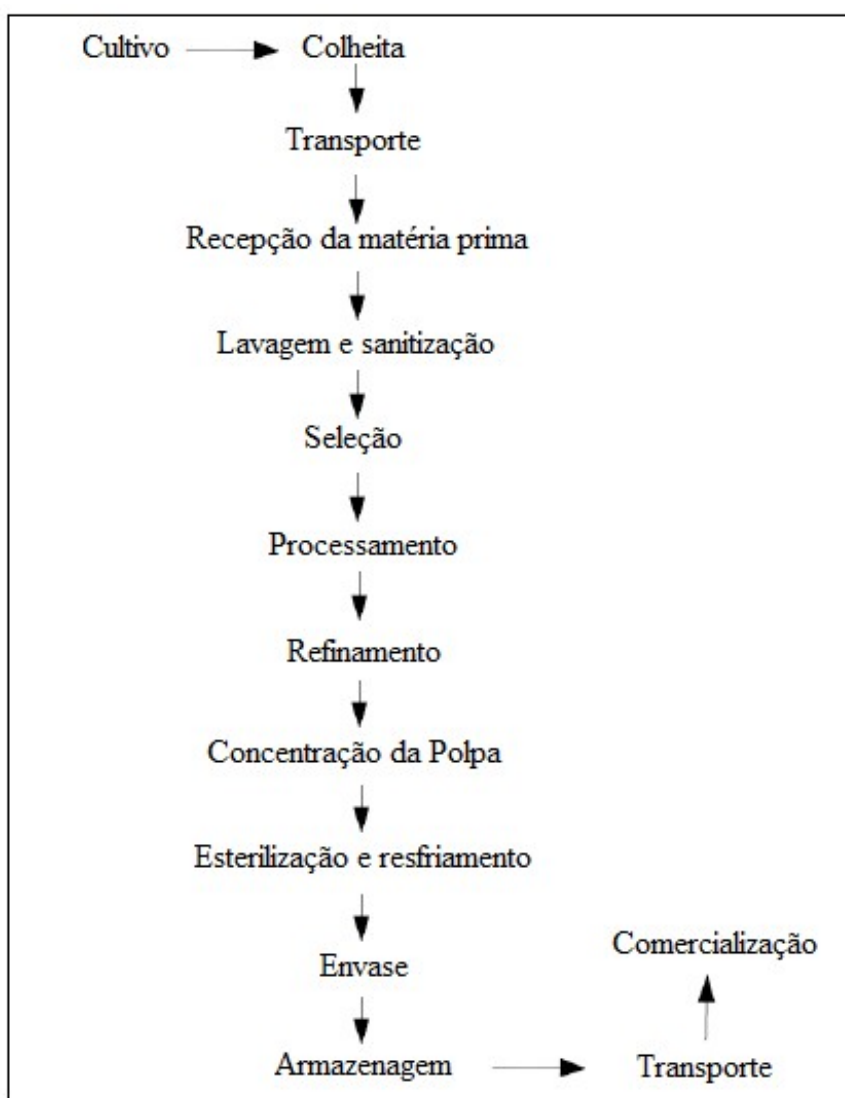 Cultivo Colheita
Transporte
Recepção da matéria prima
Lavagem e sanitização
Seleção
Processamento
Refinamento
Concentração da Polpa
Esterilização e resfriamento
Envase
Armazenagem
Transporte
Comercialização